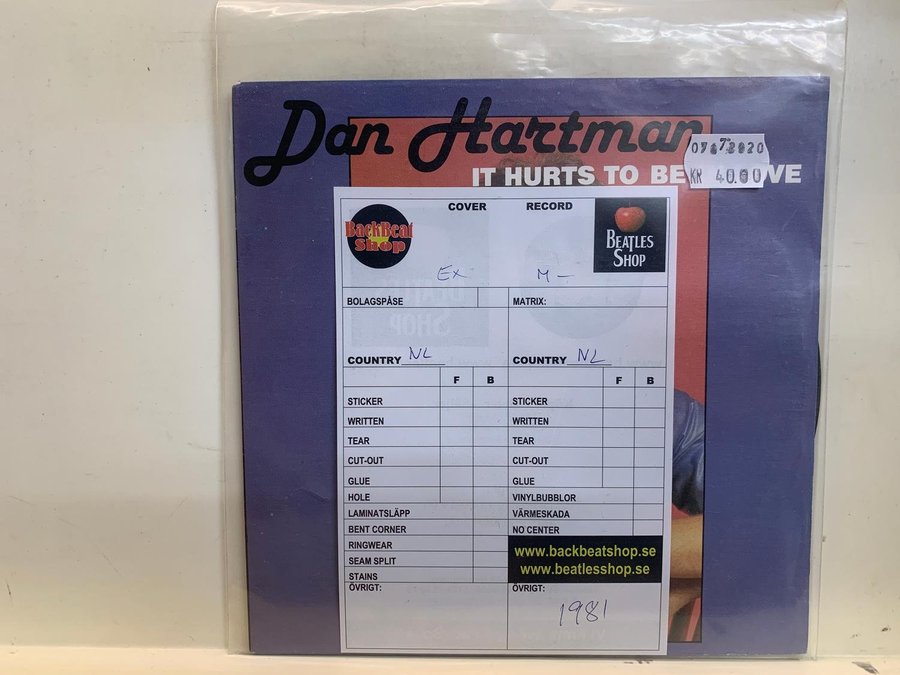 Dan Hartman
071 2020
IT HURTS TO BE
KR 40.00
VE
COVER RECORD
BackBeat
Shop
BEATLES
SHOP
Ex
M -
BOLAGSPÅSE MATRIX:
COUNTRY NL COUNTRY NL
F B F B
STICKER STICKER
WRITTEN WRITTEN
TEAR TEAR
CUT-OUT CUT-OUT
GLUE GLUE
HOLE VINYLBUBBLOR
LAMINATSLÄPP VÄRMESKADA
BENT CORNER NO CENTER
RINGWEAR www.backbeatshop.se
SEAM SPLIT www.beatlesshop.se
STAINS
ÖVRIGT: ÖVRIGT:
1981